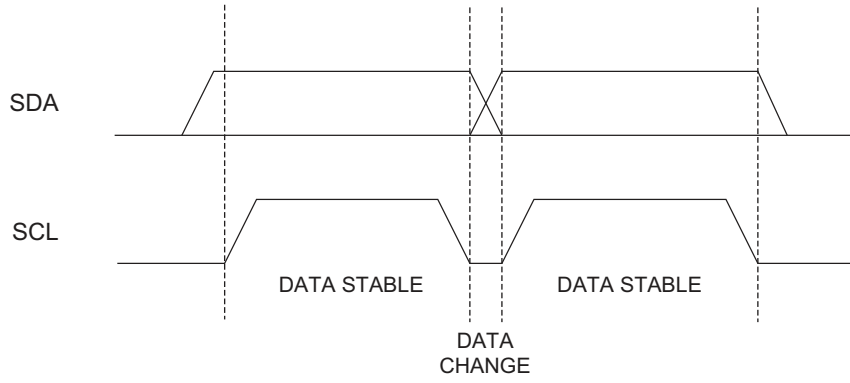 SDA
SCL
DATA STABLE
DATA STABLE
DATA
CHANGE